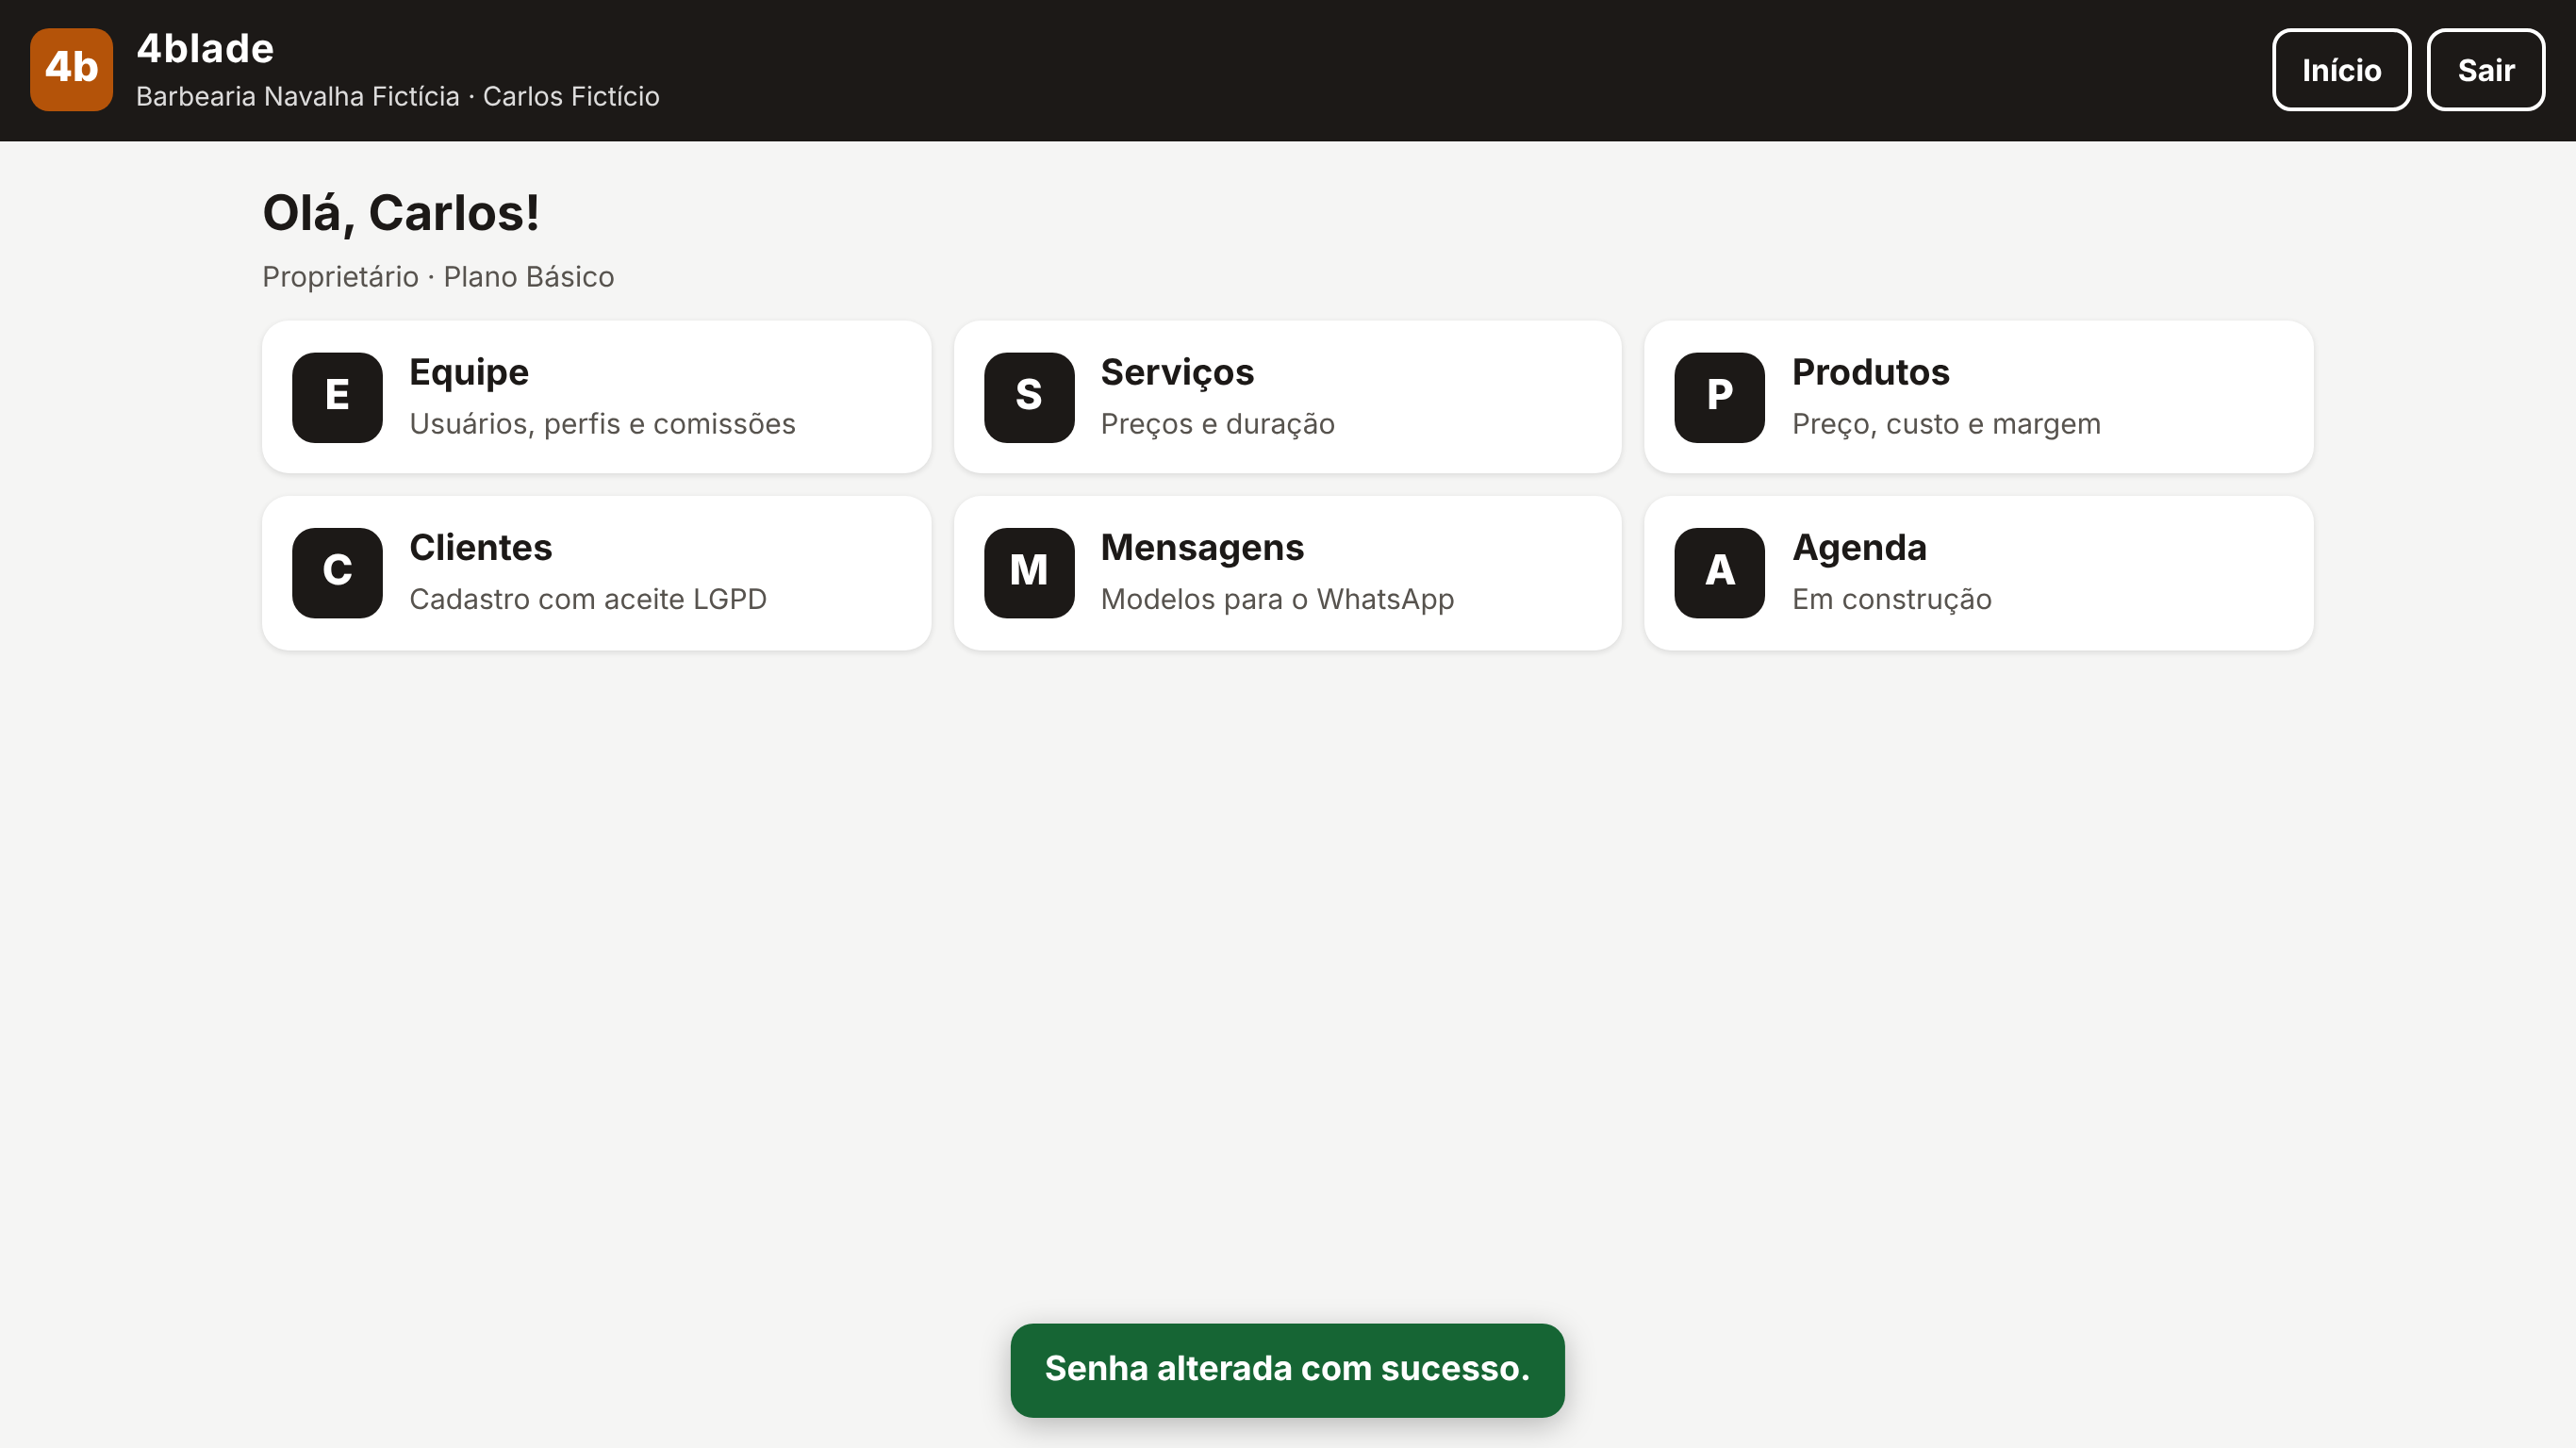 4b
4blade
Barbearia Navalha Fictícia · Carlos Fictício
Início
Sair
Olá, Carlos!
Proprietário · Plano Básico
E
Equipe
Usuários, perfis e comissões
S
Serviços
Preços e duração
P
Produtos
Preço, custo e margem
C
Clientes
Cadastro com aceite LGPD
M
Mensagens
Modelos para o WhatsApp
A
Agenda
Em construção
Senha alterada com sucesso.